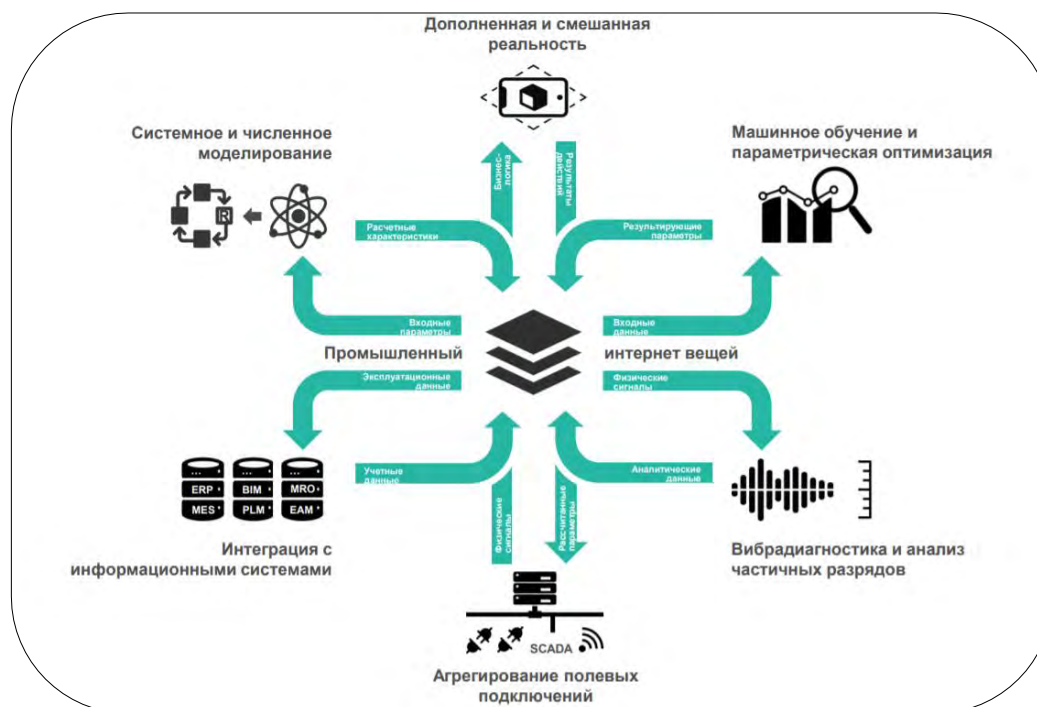 Дополненная и смешанная
реальность
Системное и численное
моделирование
Машинное обучение и
параметрическая оптимизация
Бизнес-
логика
Результаты
действий
R
Расчетные
характеристики
Результирующие
параметры
Входные
параметры
Входные
данные
Промышленный
интернет вещей
Эксплуатационные
данные
Физические
сигналы
Учетные
данные
Аналитические
данные
Физические
сигналы
Рассчитанные
параметры
ERP
BIM
MRO
MES
PLM
EAM
Интеграция с
информационными системами
Вибрадиагностика и анализ
частичных разрядов
SCADA
Агрегирование полевых
подключений